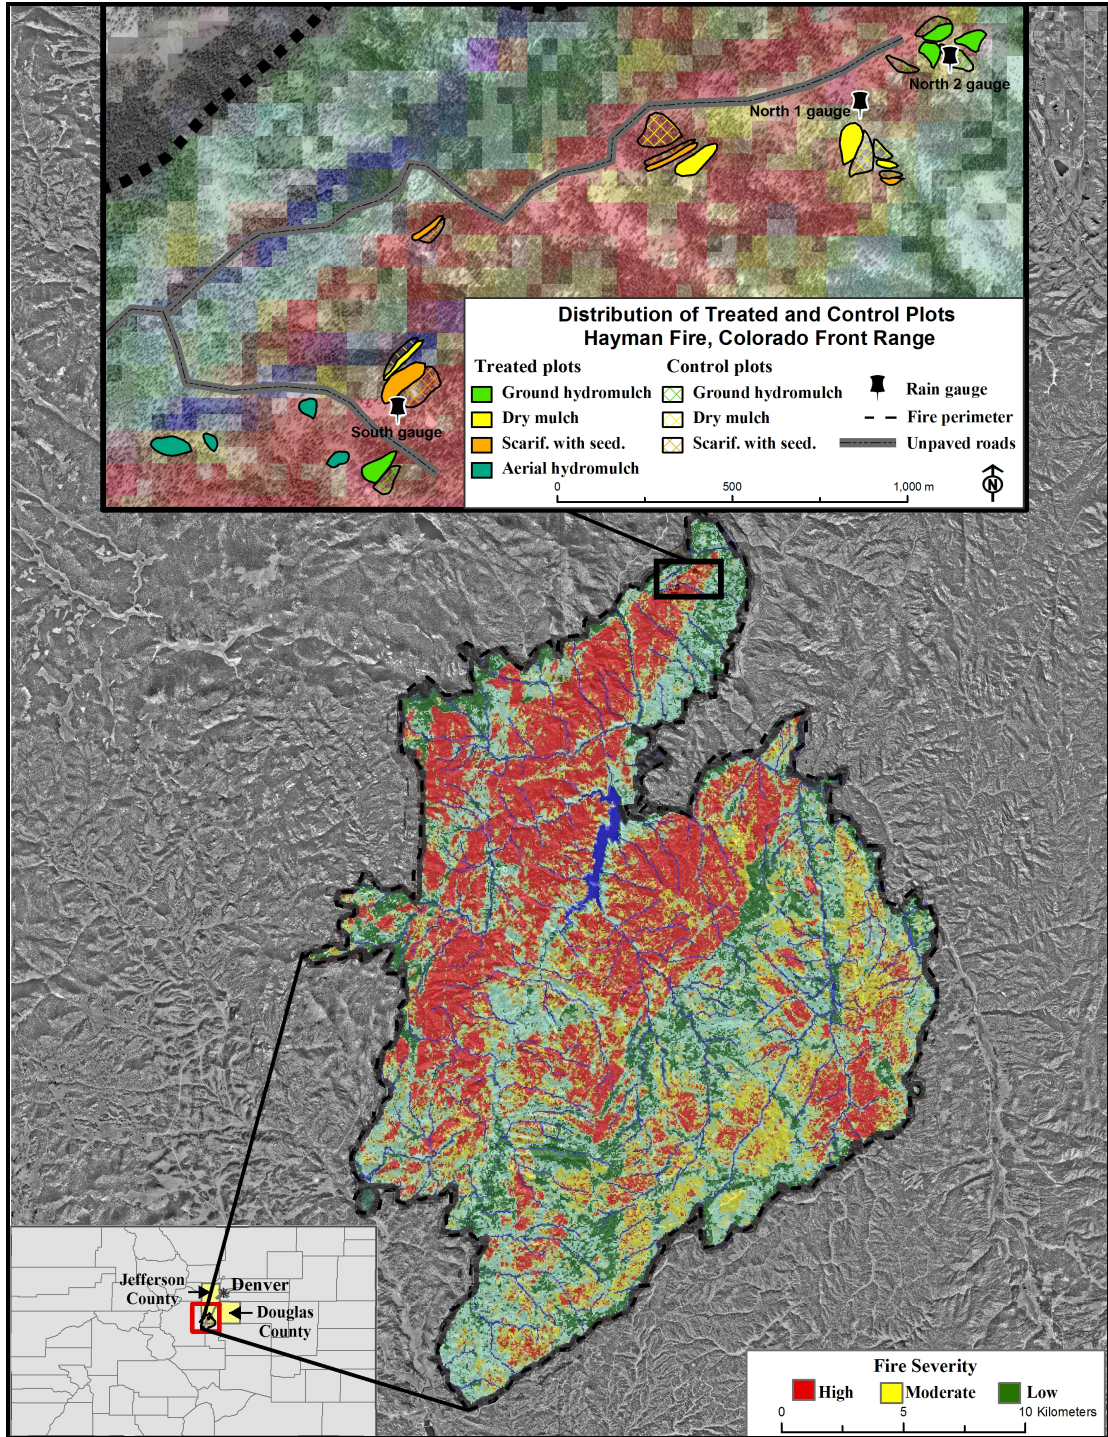 North 2 gauge
North 1 gauge
South gauge
Distribution of Treated and Control Plots
Hayman Fire, Colorado Front Range
Treated plots
Control plots
Ground hydromulch
Ground hydromulch
Rain gauge
Dry mulch
Dry mulch
Fire perimeter
Scarif. with seed.
Scarif. with seed.
Unpaved roads
Aerial hydromulch
0 500 1,000 m
N
Jefferson
County
Denver
Douglas
County
Fire Severity
High Moderate Low
0 5 10 Kilometers